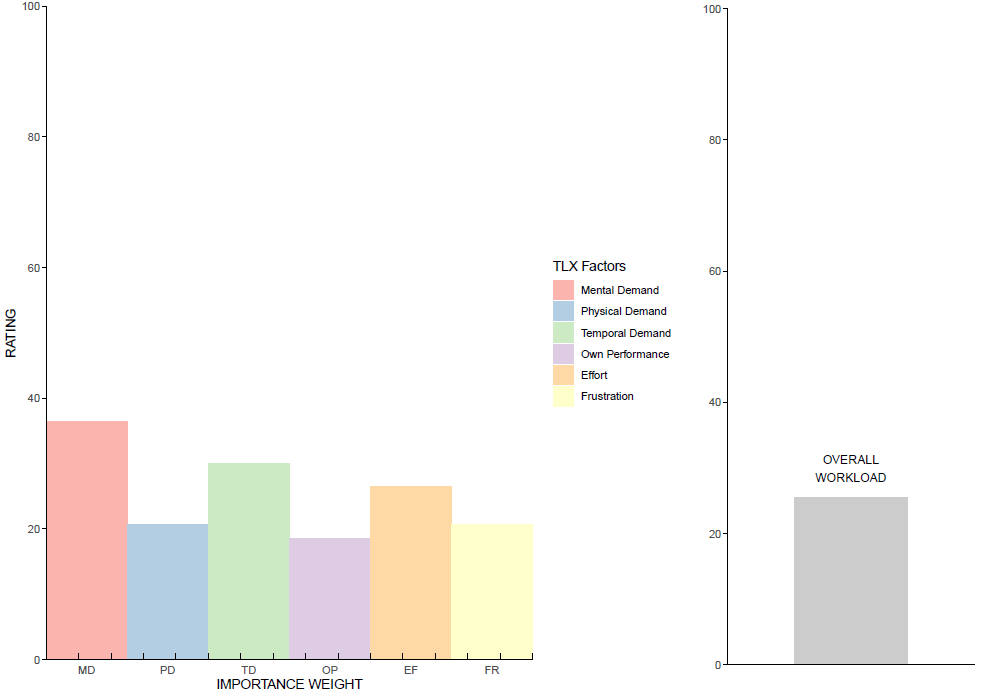 100
80
60
40
20
0
RATING
MD PD TD OP EF FR
IMPORTANCE WEIGHT
TLX Factors
Mental Demand
Physical Demand
Temporal Demand
Own Performance
Effort
Frustration
100
80
60
40
20
0
OVERALL
WORKLOAD